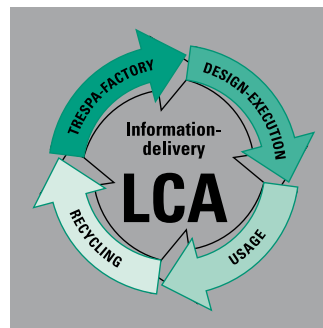 TRESPA-FACTORY
DESIGN-EXECUTION
Information-
delivery
LCA
RECYCLING
USAGE